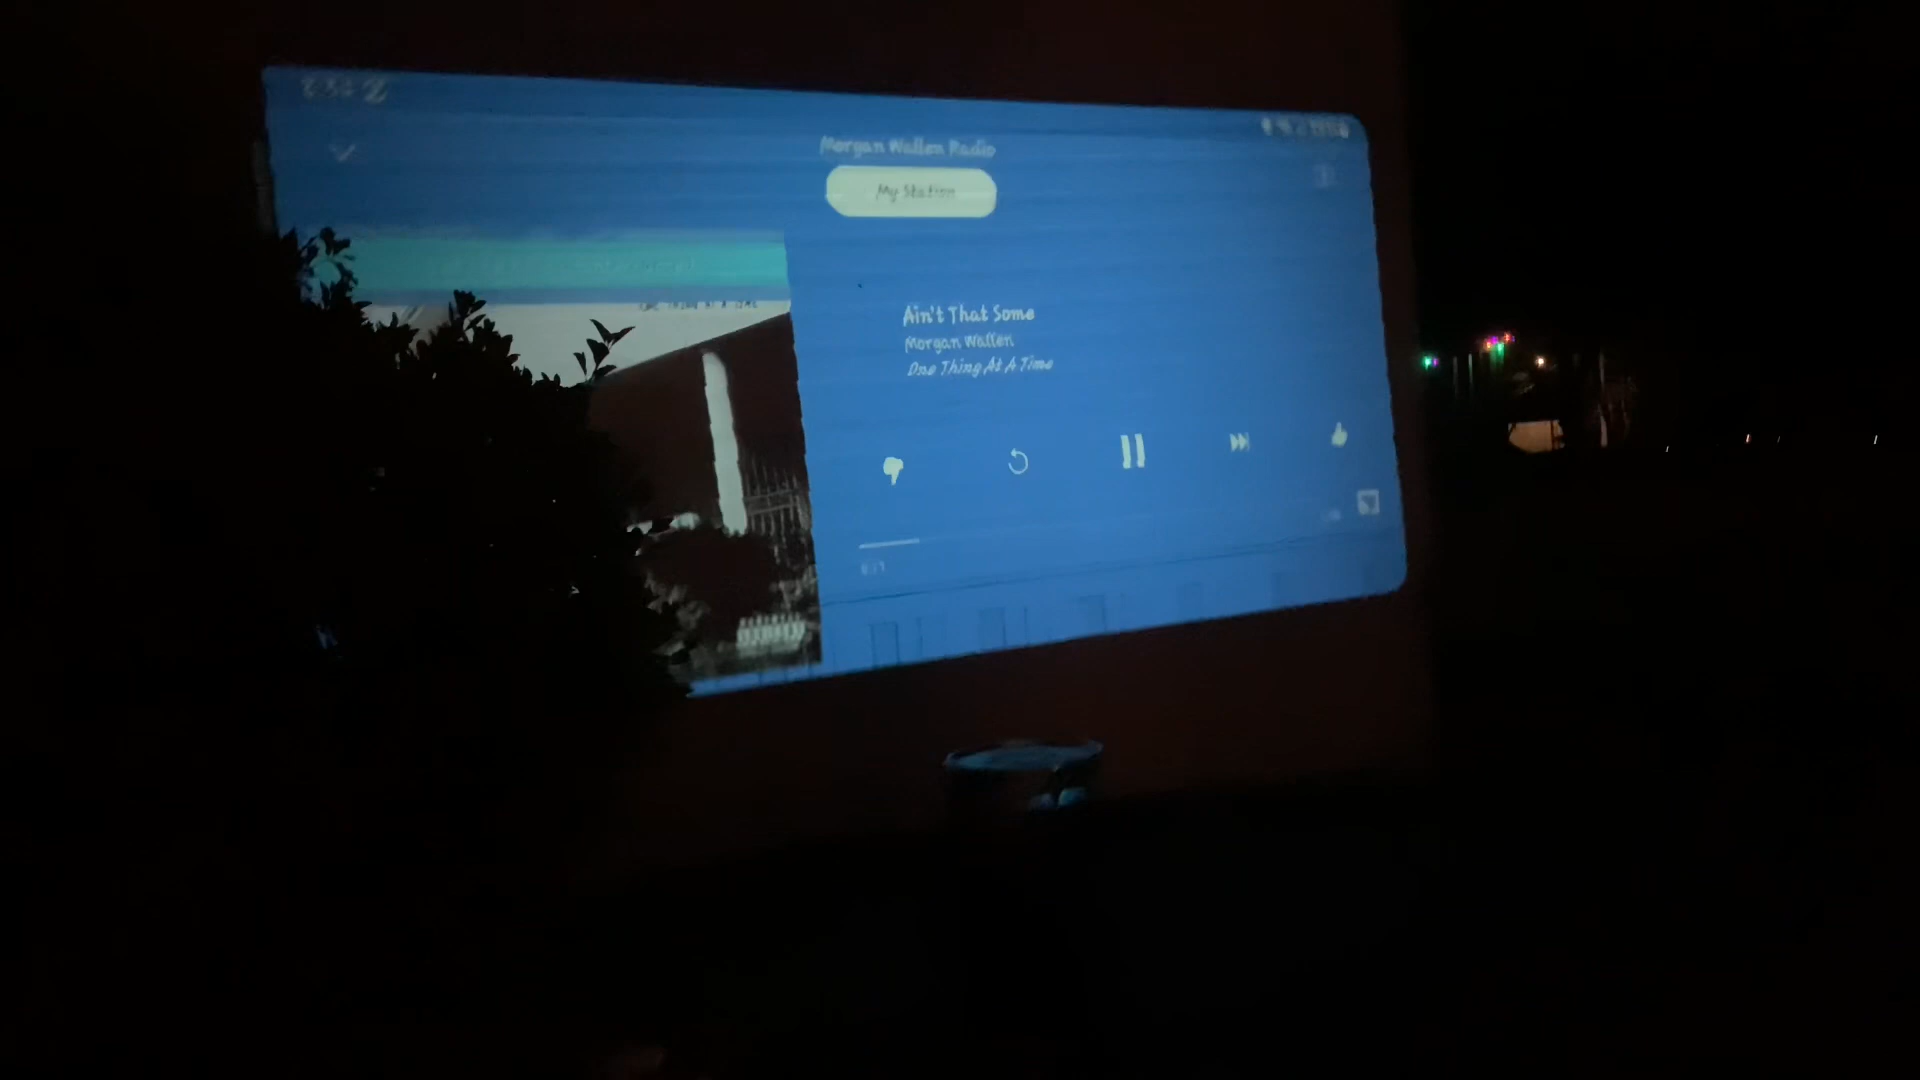 Morgan Wallen Radio
My Station
Ain't That Some
Morgan Wallen
One Thing At A Time